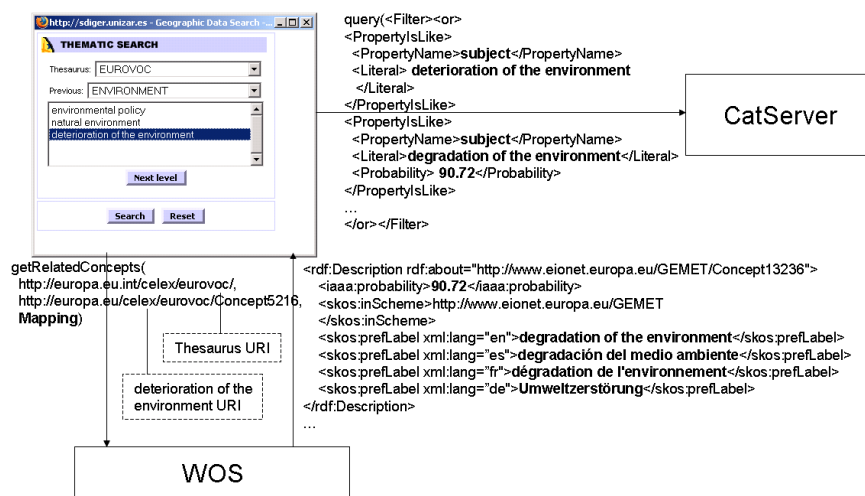 http://sdiger.unizar.es - Geographic Data Search -...
THEMATIC SEARCH
Thesaurus: EUROVOC
Previous: ENVIRONMENT
environmental policy
natural environment
deterioration of the environment
Next level
Search Reset
query(<Filter><or>
<PropertyIsLike>
<PropertyName>subject</PropertyName>
<Literal> deterioration of the environment
</Literal>
</PropertyIsLike>
<PropertyIsLike>
<PropertyName>subject</PropertyName>
<Literal>degradation of the environment</Literal>
<Probability> 90.72</Probability>
</PropertyIsLike>
...
</or></Filter>
CatServer
getRelatedConcepts(
http://europa.eu.int/celex/eurovoc/,
http://europa.eu/celex/eurovoc/Concept5216,
Mapping)
Thesaurus URI
deterioration of the
environment URI
<rdf:Description rdf:about="http://www.eionet.europa.eu/GEMET/Concept13236">
<iaaa:probability>90.72</iaaa:probability>
<skos:inScheme>http://www.eionet.europa.eu/GEMET
</skos:inScheme>
<skos:prefLabel xml:lang="en">degradation of the environment</skos:prefLabel>
<skos:prefLabel xml:lang="es">degradación del medio ambiente</skos:prefLabel>
<skos:prefLabel xml:lang="fr">dégradation de l'environnement</skos:prefLabel>
<skos:prefLabel xml:lang="de">Umweltzerstörung</skos:prefLabel>
</rdf:Description>
...
WOS